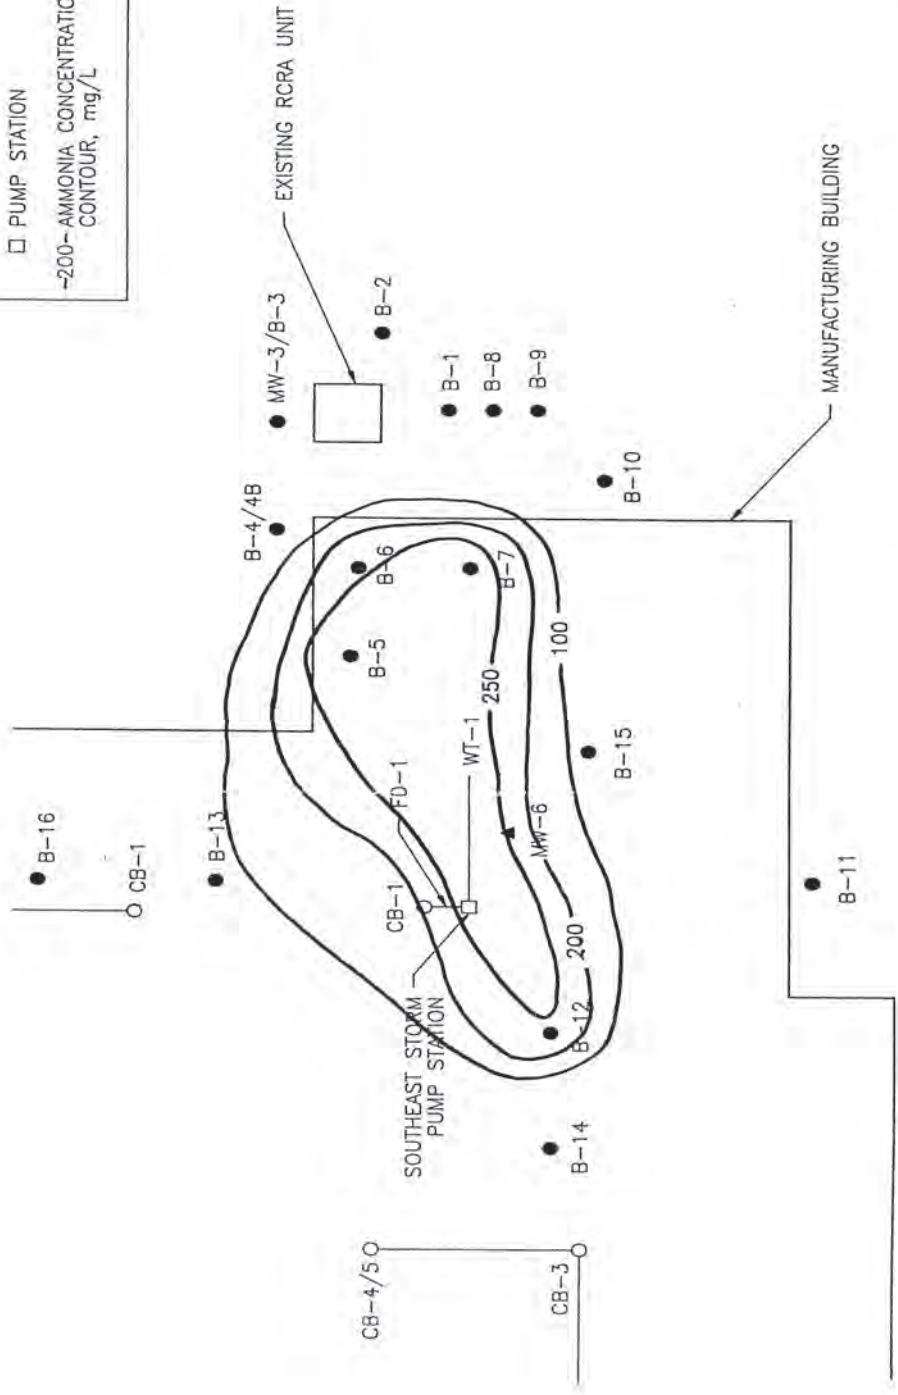 □ PUMP STATION
-200- AMMONIA CONCENTRATIO
CONTOUR, mg/L
EXISTING RCRA UNIT
MANUFACTURING BUILDING
MW-3/B-3
B-2
B-1
B-8
B-9
B-10
B-4/4B
B-6
B-7
B-5
250
100
WT-1
FD-1
B-15
MW-6
B-16
CB-1
B-13
CB-1
B-11
200
SOUTHEAST STORM
PUMP STATION
B-12
B-14
CB-4/5
CB-3